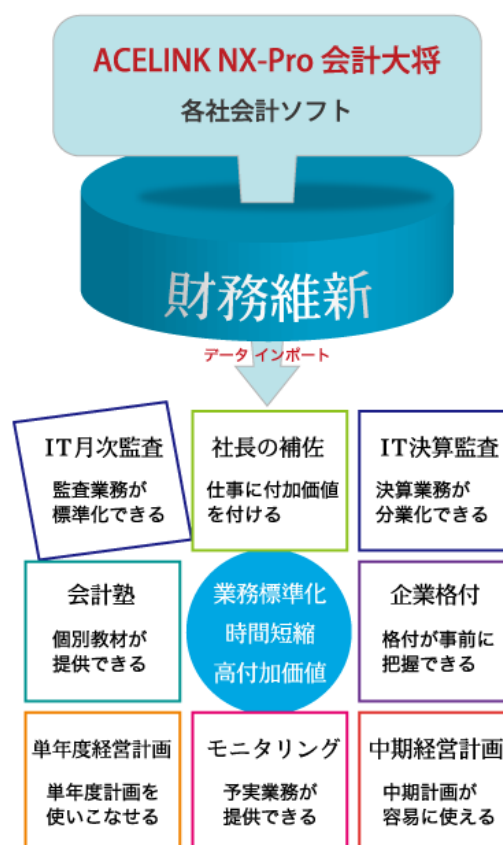 ACELINK NX-Pro 会計大将
各社会計ソフト
財務維新
データ インポート
IT月次監査
監査業務が
標準化できる
社長の補佐
仕事に付加価値
を付ける
IT決算監査
決算業務が
分業化できる
会計塾
個別教材が
提供できる
業務標準化
時間短縮
高付加価値
企業格付
格付が事前に
把握できる
単年度経営計画
単年度計画を
使いこなせる
モニタリング
予実業務が
提供できる
中期経営計画
中期計画が
容易に使える